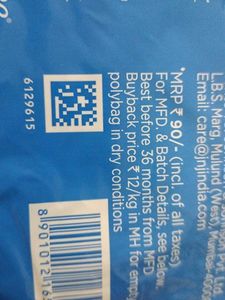 L.B.S. Marg, Mulund (West), Mumbai
Email: care@jnjindia.com
*MRP ₹ 90/- (incl. of all taxes)
For MFD. & Batch Details, see below.
Best before 36 months from MFD
Buyback price ₹12/kg in MH for empty
polybag in dry conditions
6129615
8901012116